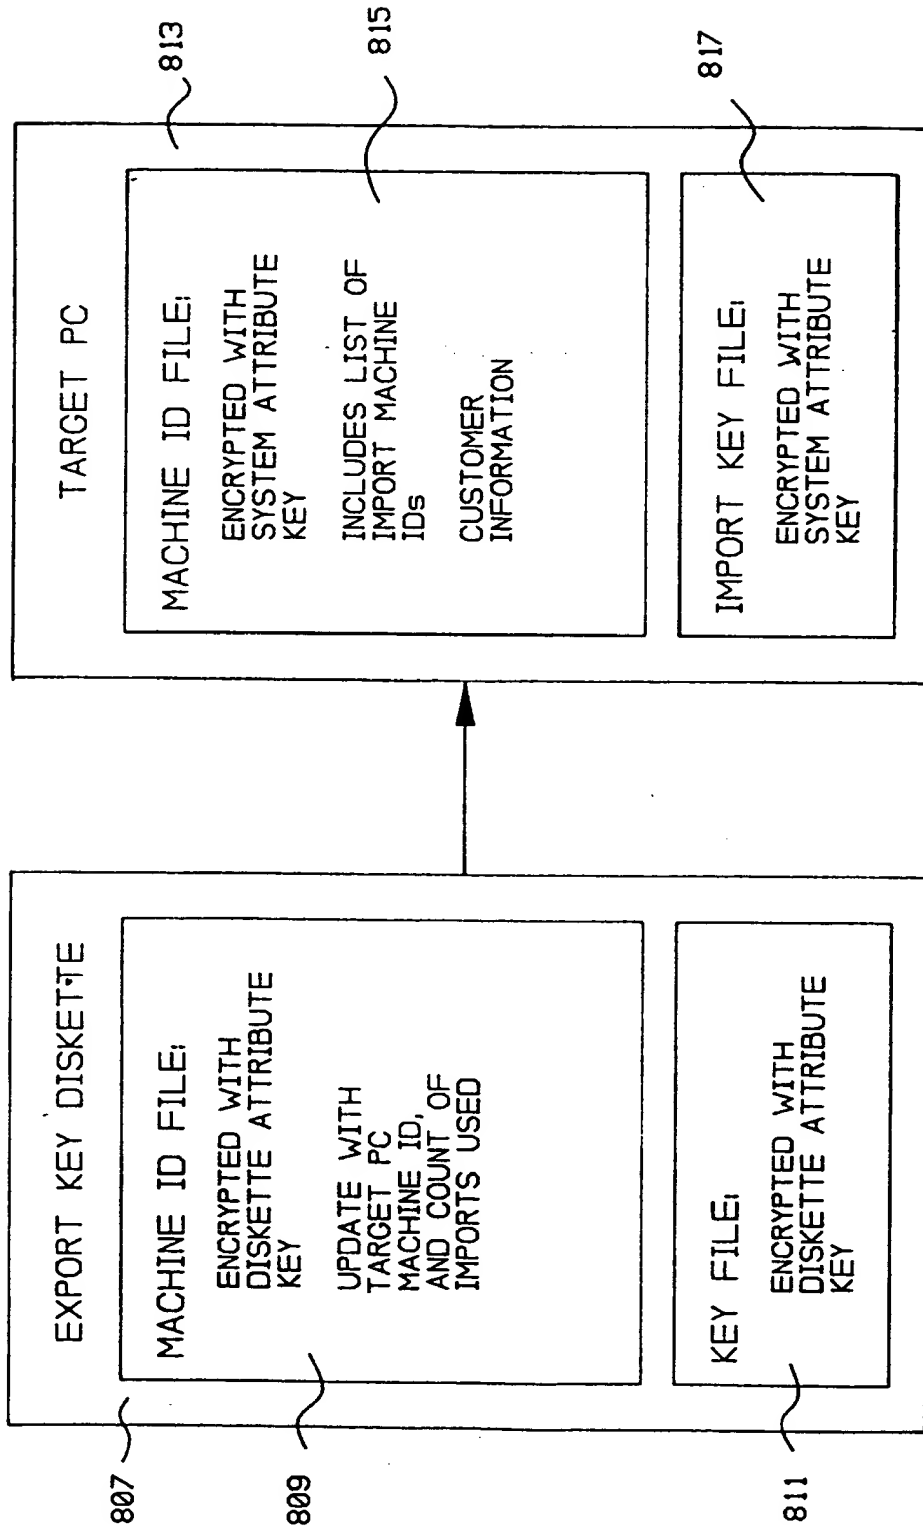 EXPORT KEY DISKETTE
MACHINE ID FILE:
ENCRYPTED WITH
DISKETTE ATTRIBUTE
KEY
UPDATE WITH
TARGET PC
MACHINE ID,
AND COUNT OF
IMPORTS USED
KEY FILE:
ENCRYPTED WITH
DISKETTE ATTRIBUTE
KEY
807
809
811
TARGET PC
MACHINE ID FILE:
ENCRYPTED WITH
SYSTEM ATTRIBUTE
KEY
INCLUDES LIST OF
IMPORT MACHINE
IDs
CUSTOMER
INFORMATION
IMPORT KEY FILE:
ENCRYPTED WITH
SYSTEM ATTRIBUTE
KEY
813
815
817